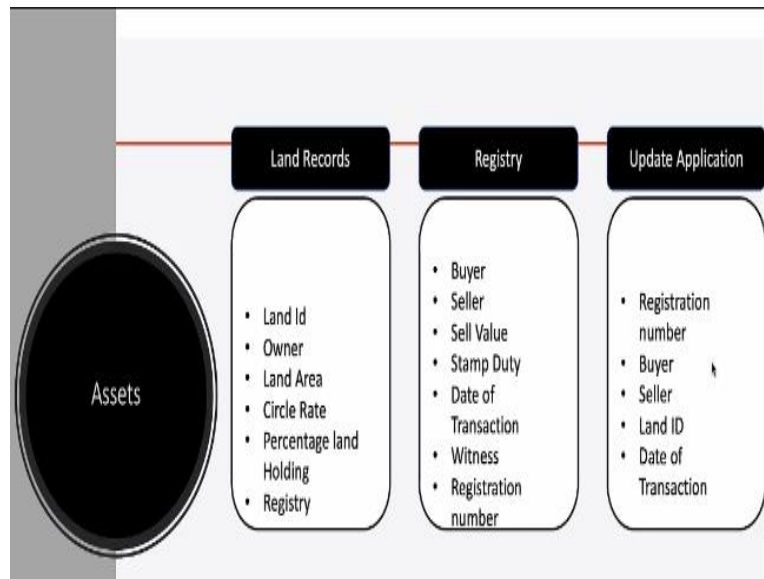 Assets
Land Records
• Land Id
• Owner
• Land Area
• Circle Rate
• Percentage land
Holding
• Registry
Registry
• Buyer
• Seller
• Sell Value
• Stamp Duty
• Date of
Transaction
• Witness
• Registration
number
Update Application
• Registration
number
• Buyer
• Seller
• Land ID
• Date of
Transaction